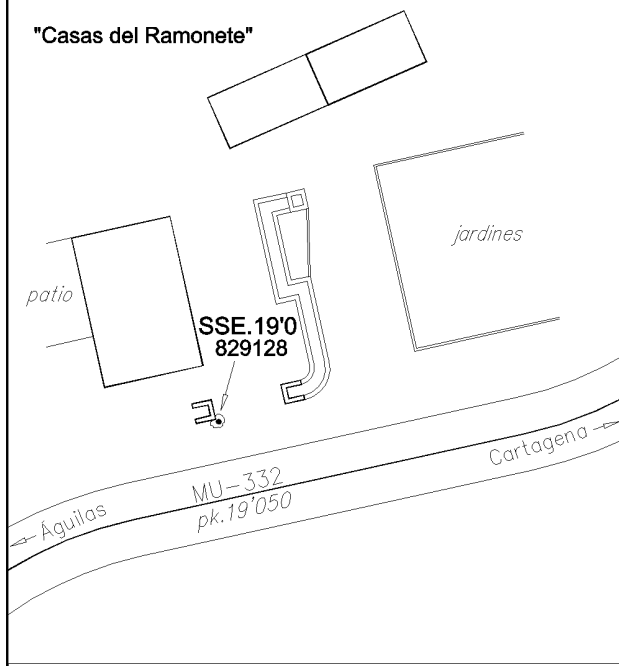 "Casas del Ramonete"
jardines
patio
SSE.19'0
829128
Cartagena
MU-332
pk.19'050
Águilas